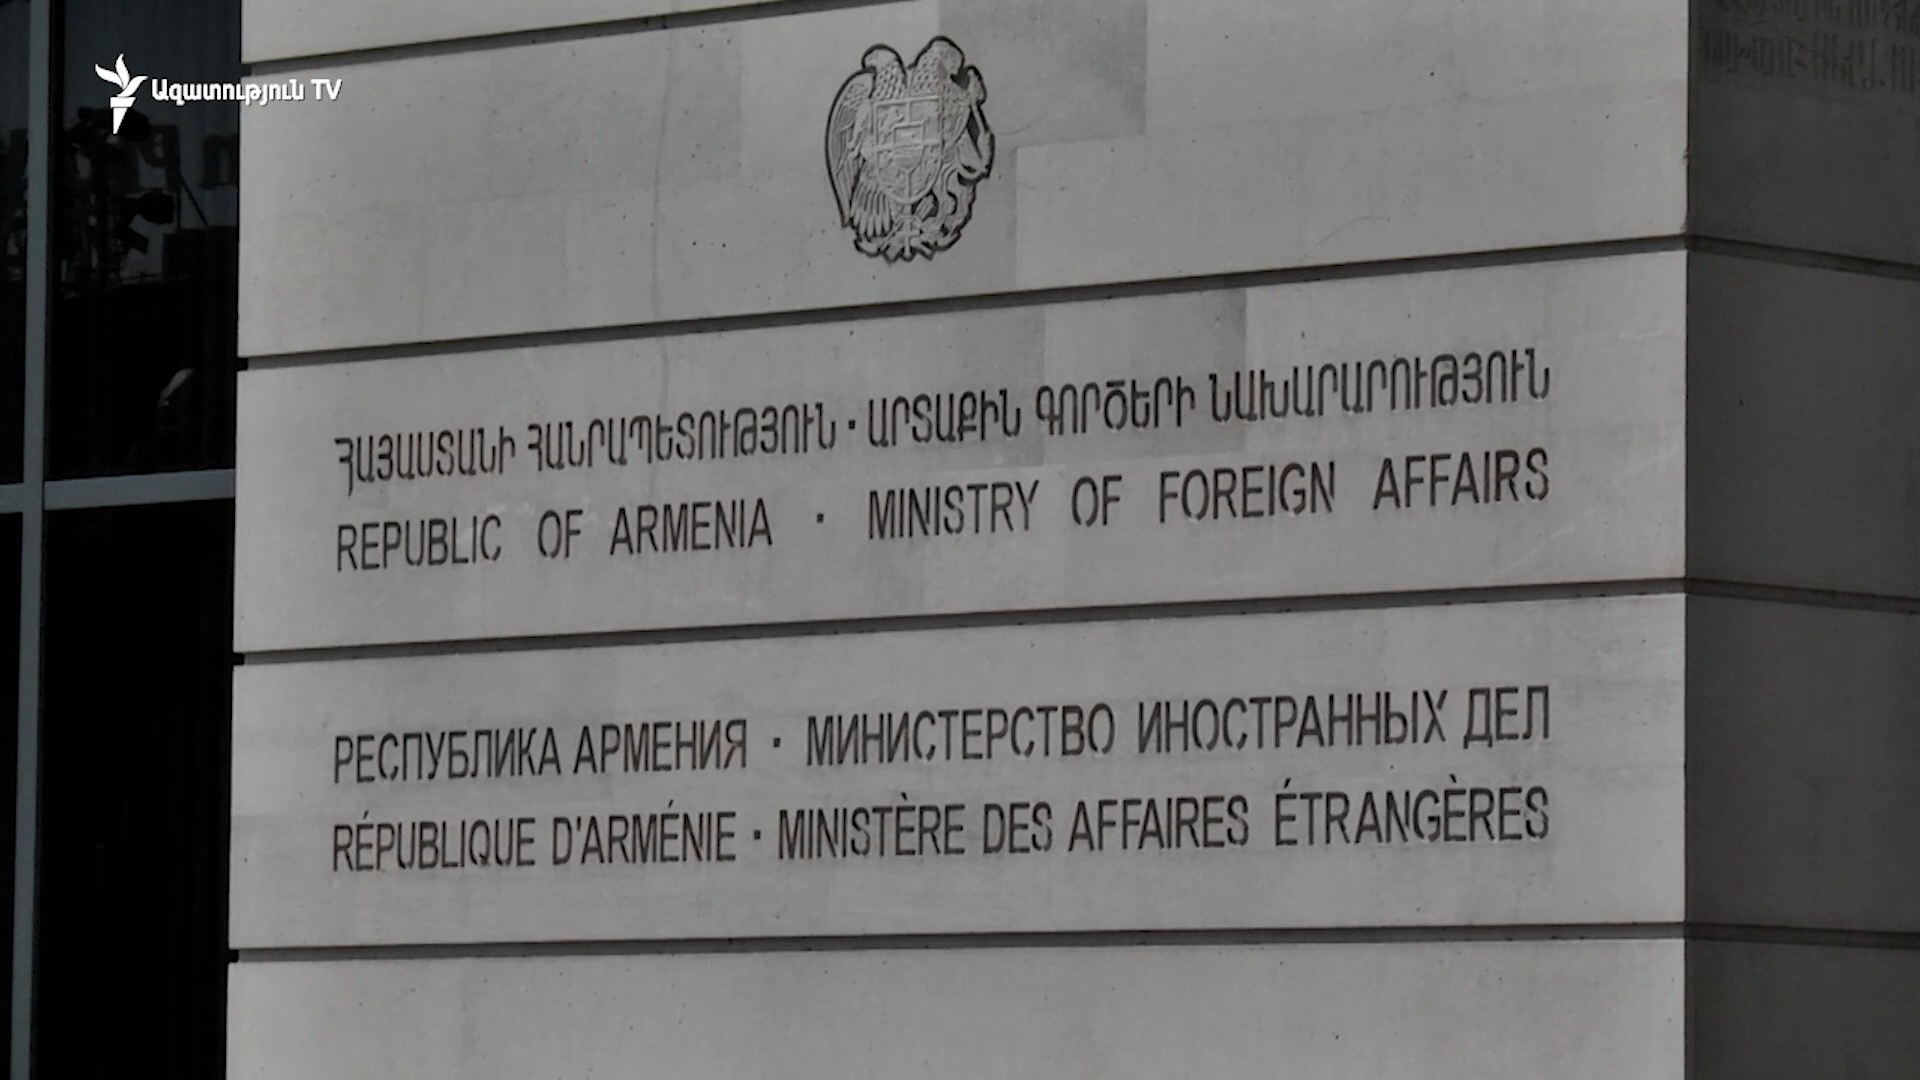 Ազատություն TV
ՀԱՅԱՍՏԱՆԻ ՀԱՆՐԱՊԵՏՈՒԹՅՈՒՆ · ԱՐՏԱՔԻՆ ԳՈՐԾԵՐԻ ՆԱԽԱՐԱՐՈՒԹՅՈՒՆ
REPUBLIC OF ARMENIA · MINISTRY OF FOREIGN AFFAIRS
РЕСПУБЛИКА АРМЕНИЯ · МИНИСТЕРСТВО ИНОСТРАННЫХ ДЕЛ
RÉPUBLIQUE D'ARMÉNIE · MINISTÈRE DES AFFAIRES ÉTRANGÈRES